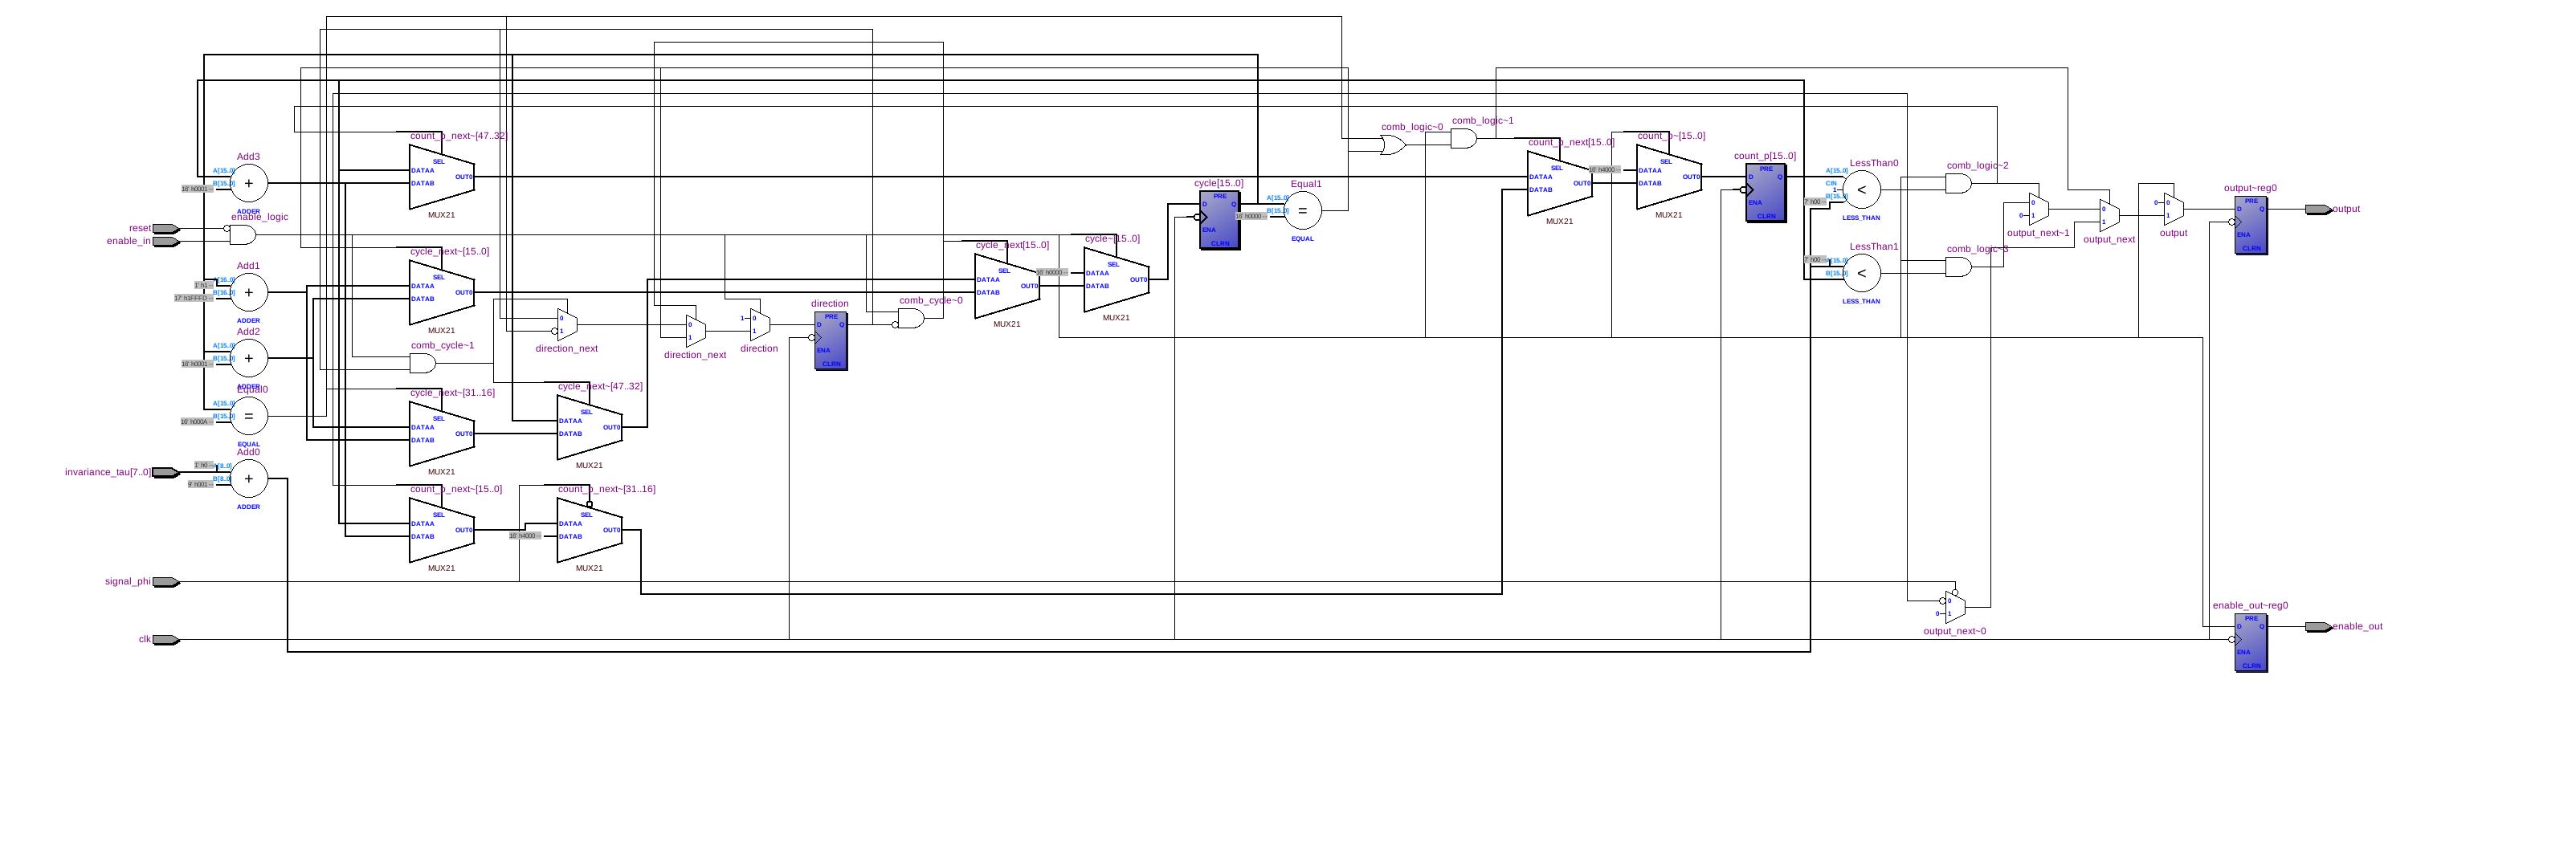 count_p_next~[47..32]
SEL
DATAA
DATAB
OUT0
MUX21
Add3
A[15..0]
B[15..0]
16' h0001 --
+
ADDER
enable_logic
reset
enable_in
cycle_next~[15..0]
SEL
DATAA
DATAB
OUT0
MUX21
Add1
A[16..0]
B[16..0]
1' h1 --
17' h1FFFD --
+
ADDER
Add2
A[15..0]
B[15..0]
16' h0001 --
+
ADDER
Equal0
A[15..0]
B[15..0]
16' h000A --
=
EQUAL
comb_cycle~1
cycle_next~[31..16]
SEL
DATAA
DATAB
OUT0
MUX21
cycle_next~[47..32]
SEL
DATAA
DATAB
OUT0
MUX21
Add0
invariance_tau[7..0]
1' h0 --
A[8..0]
B[8..0]
9' h001 --
+
ADDER
count_p_next~[15..0]
SEL
DATAA
DATAB
OUT0
MUX21
count_p_next~[31..16]
SEL
DATAA
DATAB
OUT0
16' h4000 --
MUX21
signal_phi
clk
direction_next
0
1
direction_next
0
1
direction
1
0
1
direction
PRE
D
Q
ENA
CLRN
comb_cycle~0
cycle_next[15..0]
SEL
DATAA
DATAB
OUT0
MUX21
cycle~[15..0]
SEL
16' h0000 --
DATAA
DATAB
OUT0
MUX21
cycle[15..0]
PRE
D
Q
ENA
CLRN
Equal1
A[15..0]
B[15..0]
16' h0000 --
=
EQUAL
comb_logic~0
comb_logic~1
count_p_next[15..0]
SEL
DATAA
DATAB
OUT0
MUX21
count_p~[15..0]
SEL
16' h4000 --
DATAA
DATAB
OUT0
MUX21
count_p[15..0]
PRE
D
Q
ENA
CLRN
LessThan0
A[15..0]
CIN
1
B[15..0]
7' h00 --
<
LESS_THAN
LessThan1
7' h00 --
A[15..0]
B[15..0]
<
LESS_THAN
comb_logic~2
comb_logic~3
output_next~1
0
0
1
output_next
0
1
output
0
0
1
output~reg0
PRE
D
Q
ENA
CLRN
output
output_next~0
0
0
1
enable_out~reg0
PRE
D
Q
ENA
CLRN
enable_out